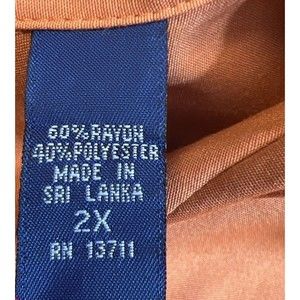 60% RAYON
40% POLYESTER
MADE IN
SRI LANKA
2X
RN 13711